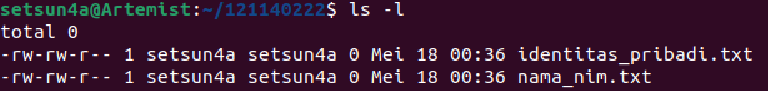 setsun4a@Artemist:~/121140222$ ls -l
total 0
-rw-rw-r-- 1 setsun4a setsun4a 0 Mei 18 00:36 identitas_pribadi.txt
-rw-rw-r-- 1 setsun4a setsun4a 0 Mei 18 00:36 nama_nim.txt